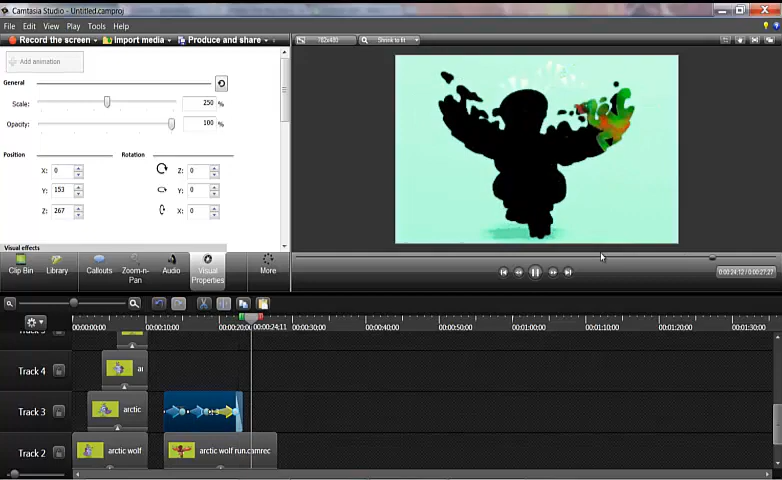 Camtasia Studio - Untitled.camproj
File Edit View Play Tools Help
Record the screen Import media Produce and share
Shrink to fit
Add animation
General
Scale: 250 %
Opacity: 100 %
Position Rotation
X: 0 Z: 0
Y: 153 Y: 0
Z: 267 X: 0
Visual effects
Clip Bin Library Callouts Zoom-n-Pan Audio Visual Properties More
0:00:24;12 / 0:00:27;27
00:00:00;00 00:00:10;00 00:00:24;11 00:00:30;00 00:00:40;00 00:00:50;00 00:01:00;00 00:01:10;00 00:01:20;00 00:01:30;00
Track 4
Track 3 arctic
Track 2 arctic wolf arctic wolf run.camrec